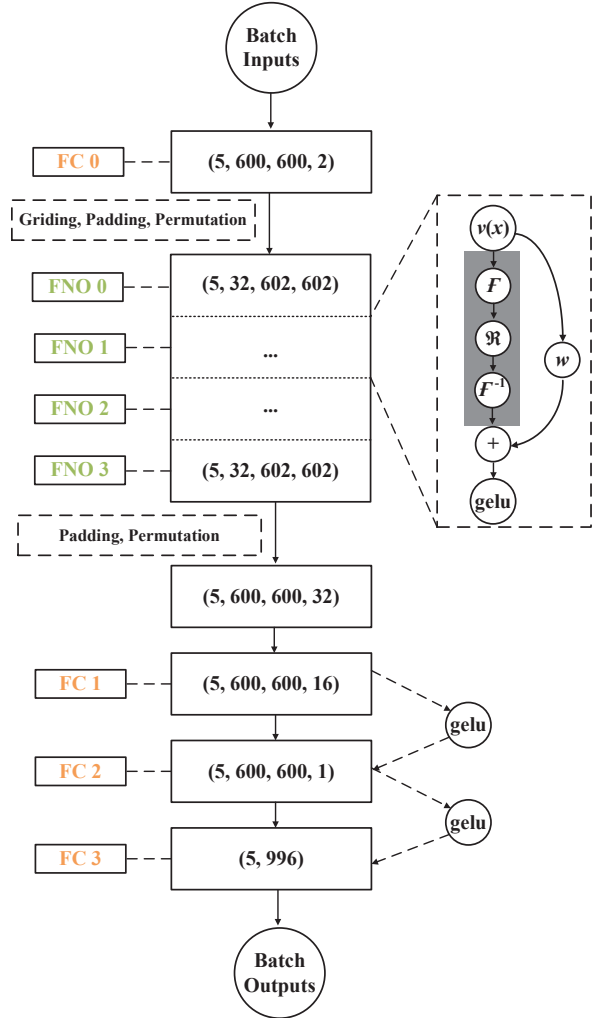 Batch
Inputs
FC 0
(5, 600, 600, 2)
Griding, Padding, Permutation
FNO 0
(5, 32, 602, 602)
FNO 1
...
FNO 2
...
FNO 3
(5, 32, 602, 602)
v(x)
F
ℜ
w
F⁻¹
+
gelu
Padding, Permutation
(5, 600, 600, 32)
FC 1
(5, 600, 600, 16)
gelu
FC 2
(5, 600, 600, 1)
gelu
FC 3
(5, 996)
Batch
Outputs